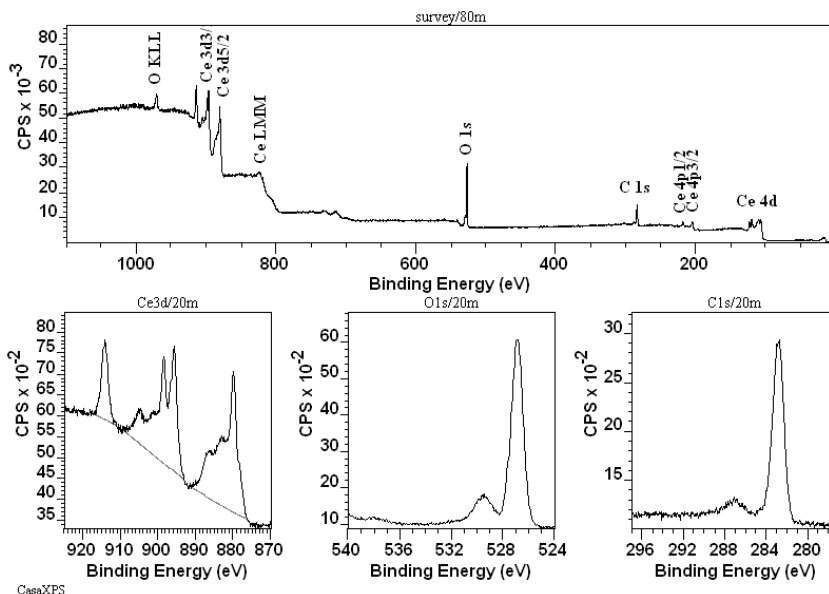 survey/80m
CPS x 10⁻³
80
70
60
50
40
30
20
10
O KLL
Ce 3d3/
Ce 3d5/2
Ce LMM
O 1s
C 1s
Ce 4p1/2
Ce 4p3/2
Ce 4d
1000 800 600 400 200
Binding Energy (eV)
Ce3d/20m
CPS x 10⁻²
80
75
70
65
60
55
50
45
40
35
920 910 900 890 880 870
Binding Energy (eV)
O1s/20m
CPS x 10⁻²
60
50
40
30
20
10
540 536 532 528 524
Binding Energy (eV)
C1s/20m
CPS x 10⁻²
30
25
20
15
296 292 288 284 280
Binding Energy (eV)
CasaXPS